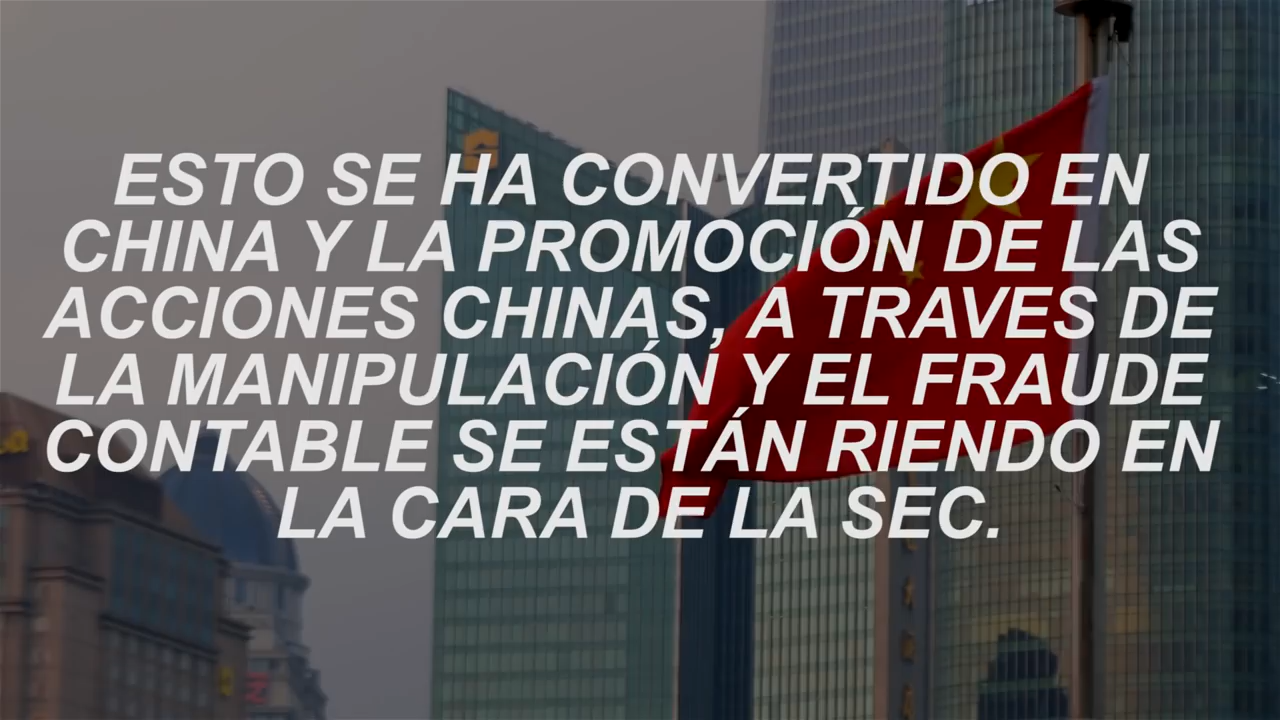 ESTO SE HA CONVERTIDO EN
CHINA Y LA PROMOCIÓN DE LAS
ACCIONES CHINAS, A TRAVES DE
LA MANIPULACIÓN Y EL FRAUDE
CONTABLE SE ESTÁN RIENDO EN
LA CARA DE LA SEC.